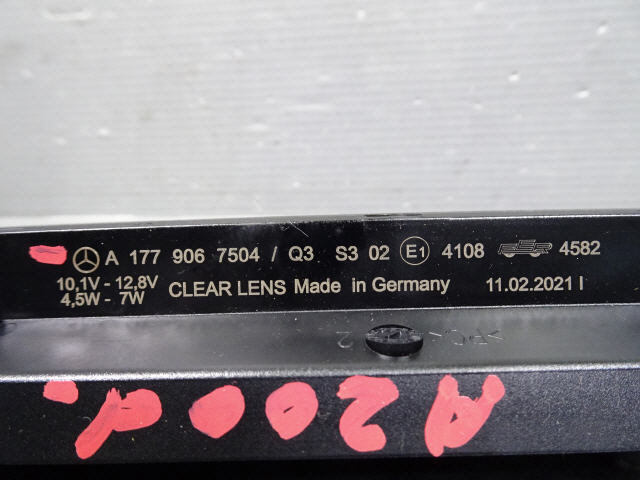 A 177 906 7504 / Q3 S3 02 E1 4108 4582
10,1V - 12,8V
4,5W - 7W CLEAR LENS Made in Germany 11.02.2021 I
A200